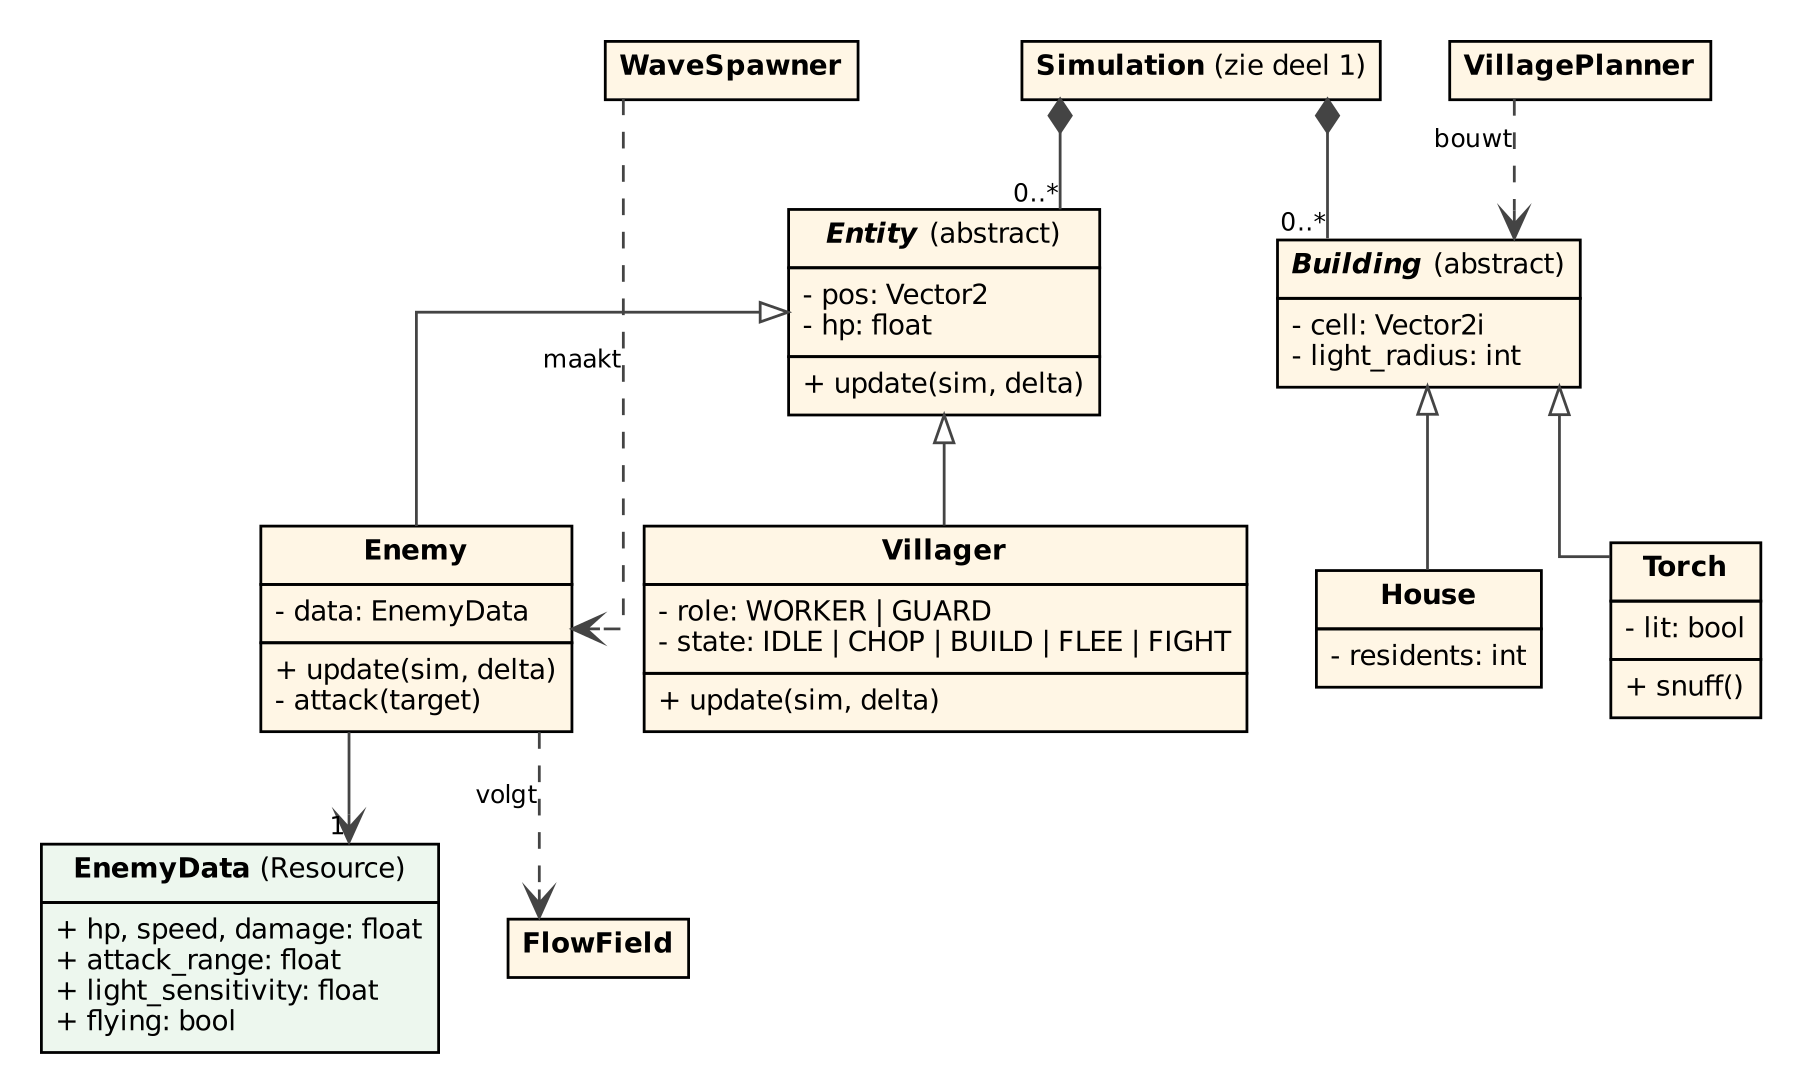 WaveSpawner
Simulation (zie deel 1)
VillagePlanner
bouwt
0..*
0..*
Entity (abstract)
- pos: Vector2
- hp: float
+ update(sim, delta)
Building (abstract)
- cell: Vector2i
- light_radius: int
maakt
Enemy
- data: EnemyData
+ update(sim, delta)
- attack(target)
Villager
- role: WORKER | GUARD
- state: IDLE | CHOP | BUILD | FLEE | FIGHT
+ update(sim, delta)
House
- residents: int
Torch
- lit: bool
+ snuff()
volgt
1
EnemyData (Resource)
+ hp, speed, damage: float
+ attack_range: float
+ light_sensitivity: float
+ flying: bool
FlowField